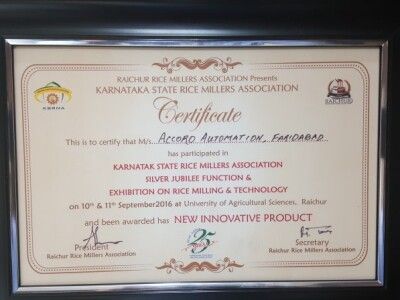 RAICHUR RICE MILLERS ASSOCIATION Presents
KARNATAKA STATE RICE MILLERS ASSOCIATION
KSRMA
RAICHUR
Certificate
This is to certify that M/s. ACCORD AUTOMATION, FARIDABAD
has participated in
KARNATAK STATE RICE MILLERS ASSOCIATION
SILVER JUBILEE FUNCTION &
EXHIBITION ON RICE MILLING & TECHNOLOGY
on 10th & 11th September2016 at University of Agricultural Sciences, Raichur
and been awarded has NEW INNOVATIVE PRODUCT
25
President
Raichur Rice Millers Association
Secretary
Raichur Rice Millers Association